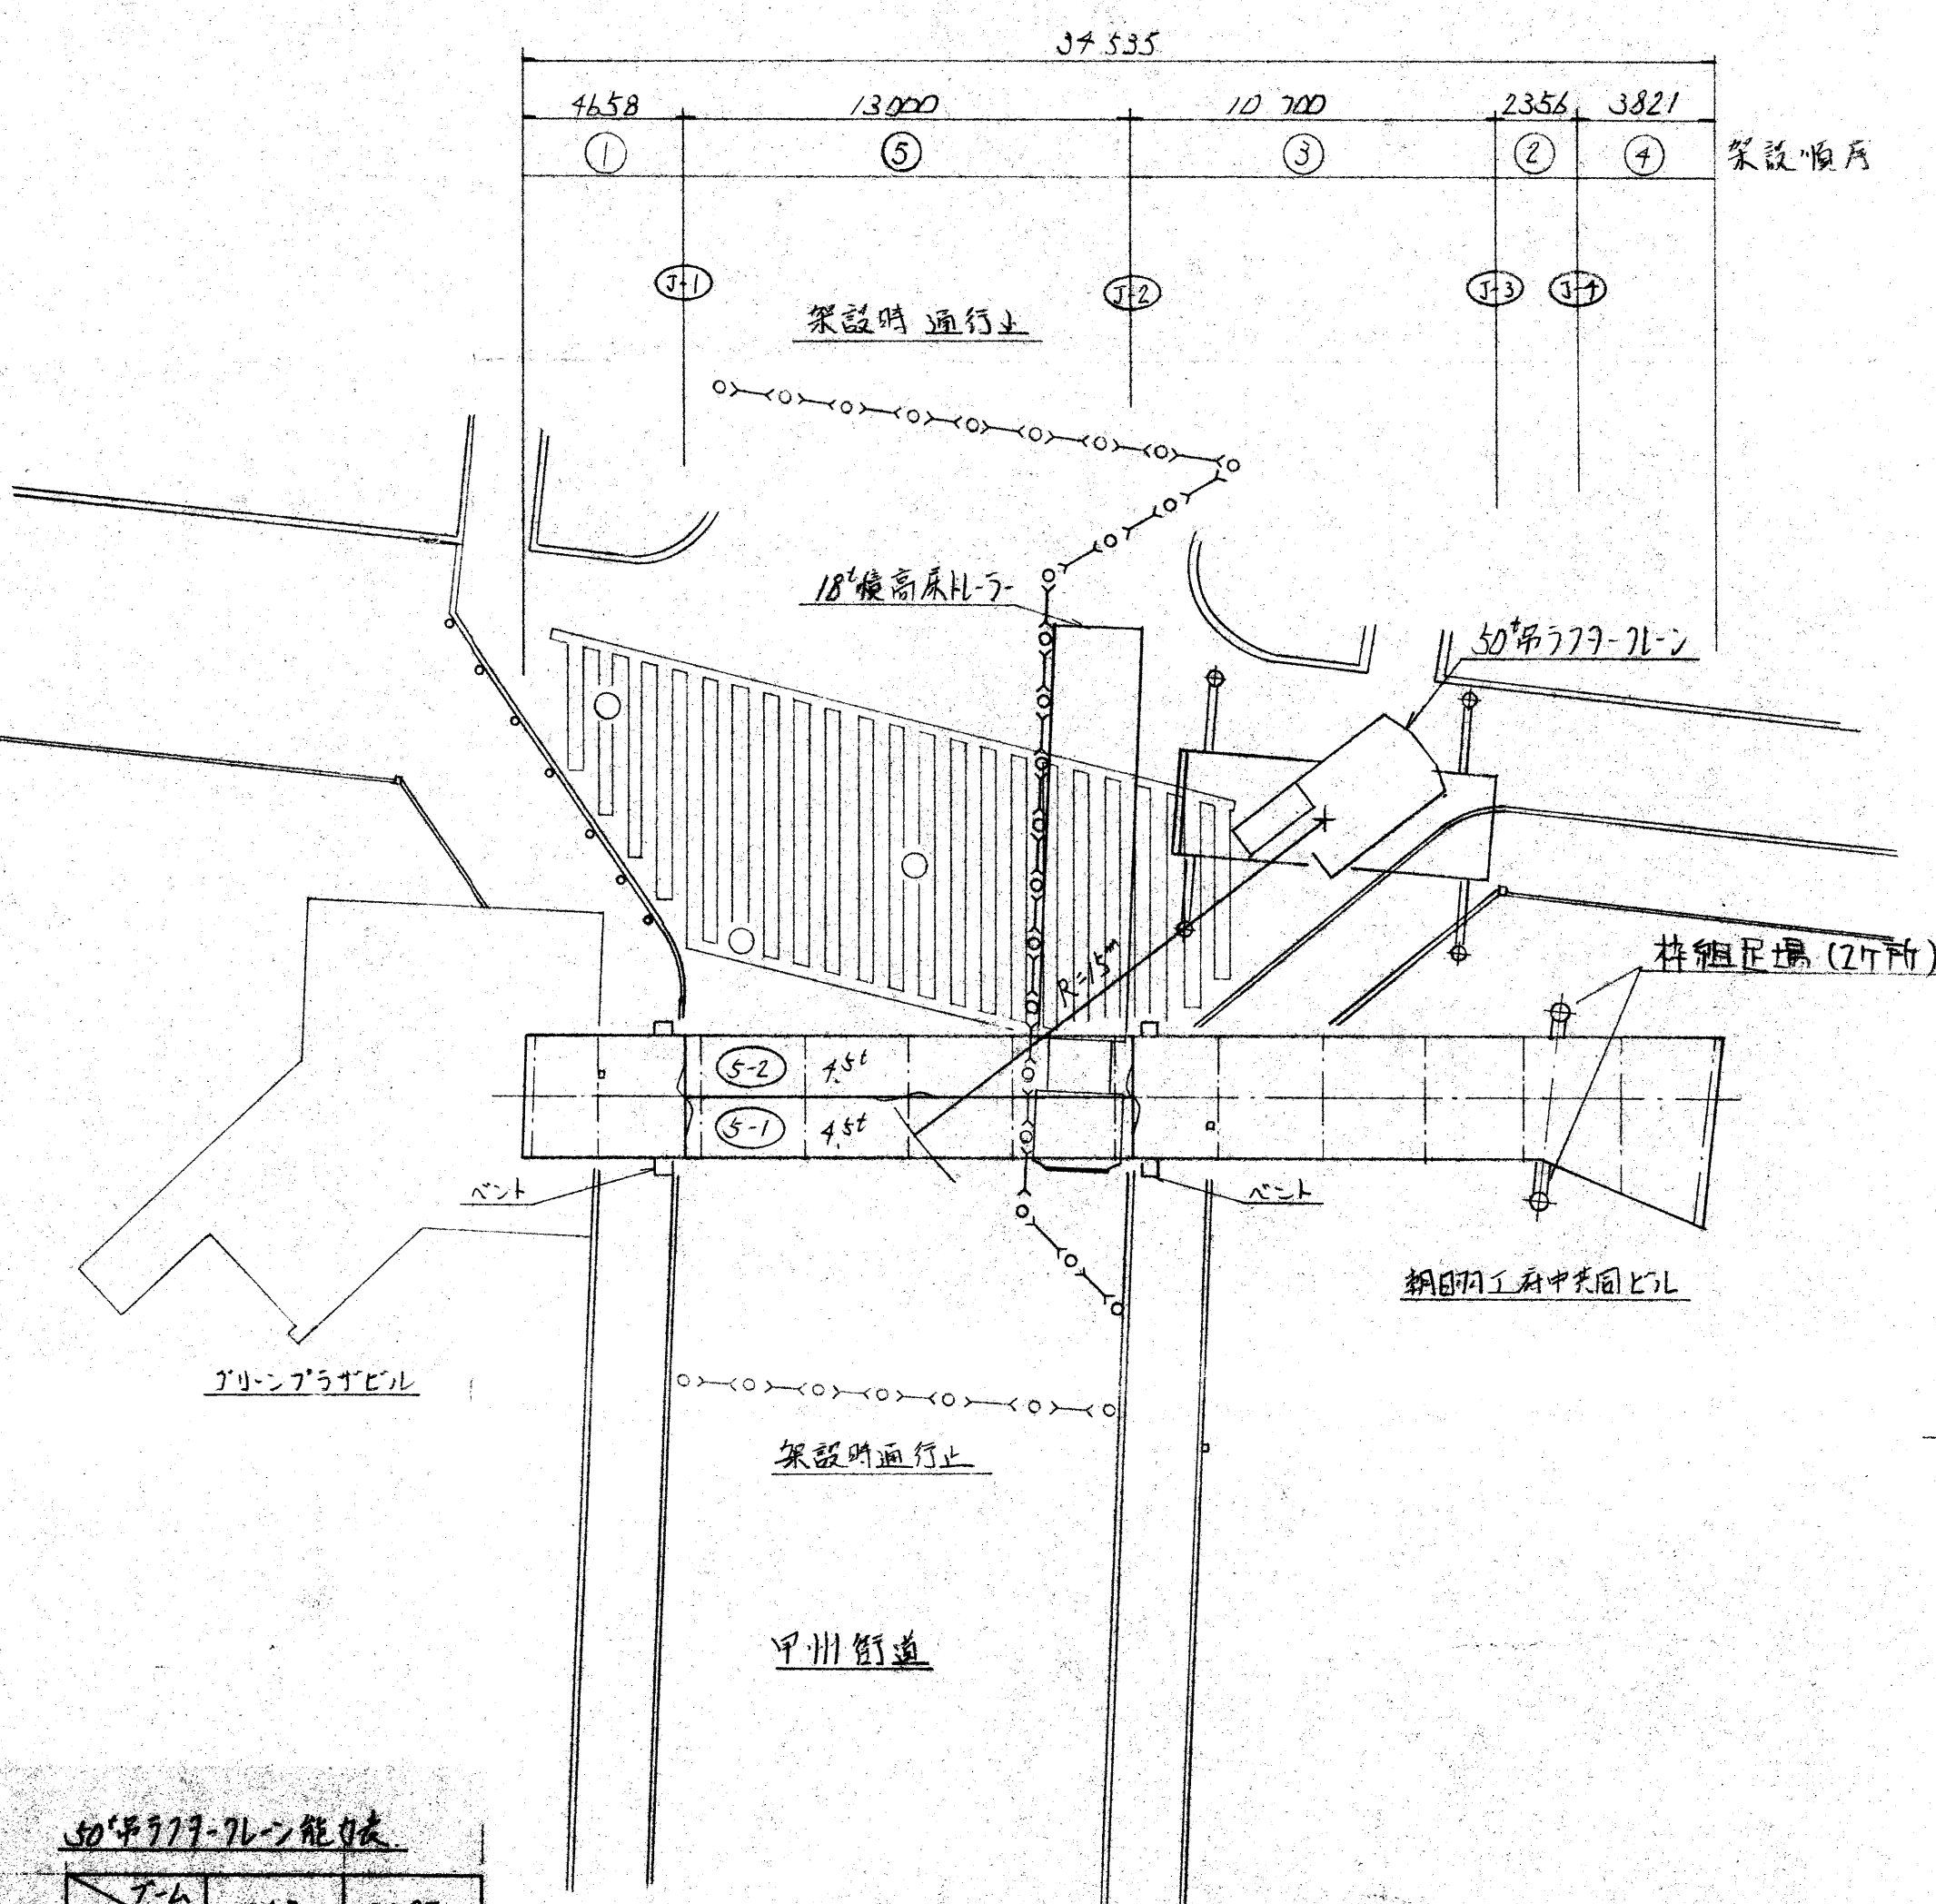 34 535
4658 13000 10 700 2356 3821
① ⑤ ③ ② ④ 架設順序
J-1 J-2 J-3 J-4
架設時 通行止
18t積高床トレーラー
50t吊ラフタークレーン
枠組足場 (2ヶ所)
R=15m
5-2 4.5t
5-1 4.5t
ベント ベント
朝日生命府中共同ビル
グリーンプラザビル
架設時通行止
甲州街道
50t吊ラフタークレーン能力表
ブーム